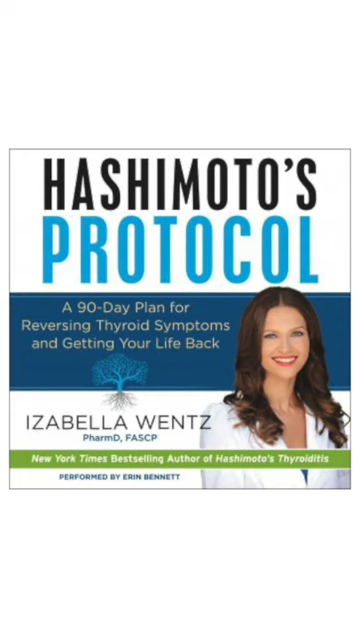 HASHIMOTO'S
PROTOCOL
A 90-Day Plan for
Reversing Thyroid Symptoms
and Getting Your Life Back
IZABELLA WENTZ
PharmD, FASCP
New York Times Bestselling Author of Hashimoto's Thyroiditis
PERFORMED BY ERIN BENNETT